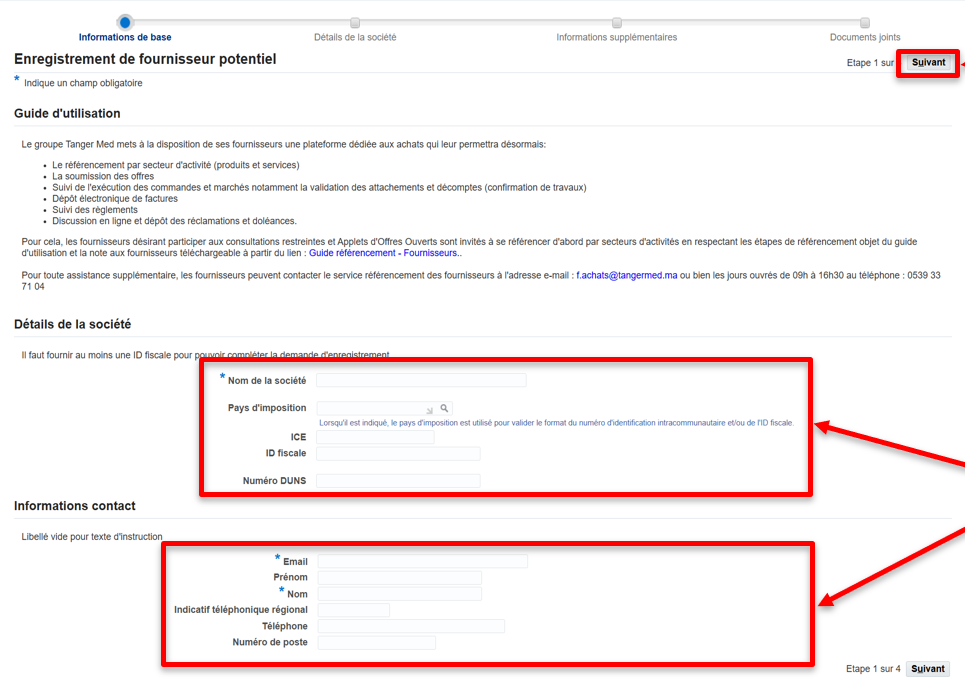 Informations de base
Détails de la société
Informations supplémentaires
Documents joints
Enregistrement de fournisseur potentiel
Etape 1 sur
Suivant
* Indique un champ obligatoire
Guide d'utilisation
Le groupe Tanger Med mets à la disposition de ses fournisseurs une plateforme dédiée aux achats qui leur permettra désormais:
• Le référencement par secteur d'activité (produits et services)
• La soumission des offres
• Suivi de l'exécution des commandes et marchés notamment la validation des attachements et décomptes (confirmation de travaux)
• Dépôt électronique de factures
• Suivi des règlements
• Discussion en ligne et dépôt des réclamations et doléances.
Pour cela, les fournisseurs désirant participer aux consultations restreintes et Applets d'Offres Ouverts sont invités à se référencer d'abord par secteurs d'activités en respectant les étapes de référencement objet du guide
d'utilisation et la note aux fournisseurs téléchargeable à partir du lien : Guide référencement - Fournisseurs..
Pour toute assistance supplémentaire, les fournisseurs peuvent contacter le service référencement des fournisseurs à l'adresse e-mail : f.achats@tangermed.ma ou bien les jours ouvrés de 09h à 16h30 au téléphone : 0539 33
71 04
Détails de la société
Il faut fournir au moins une ID fiscale pour pouvoir compléter la demande d'enregistrement
* Nom de la société
Pays d'imposition
Lorsqu'il est indiqué, le pays d'imposition est utilisé pour valider le format du numéro d'identification intracommunautaire et/ou de l'ID fiscale.
ICE
ID fiscale
Numéro DUNS
Informations contact
Libellé vide pour texte d'instruction
* Email
Prénom
* Nom
Indicatif téléphonique régional
Téléphone
Numéro de poste
Etape 1 sur 4 Suivant